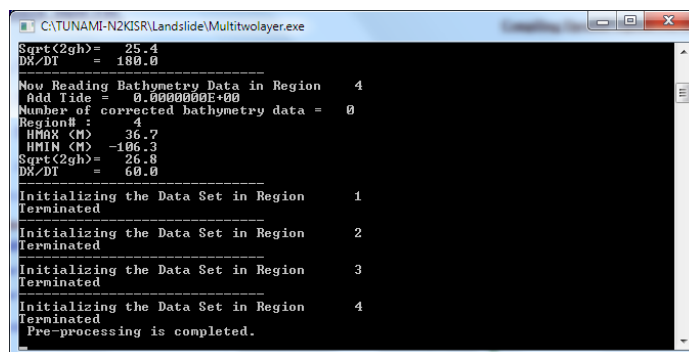 C:\TUNAMI-N2KISR\Landslide\Multitwolayer.exe
Sqrt(2gh)=   25.4
DX/DT    =  180.0
--------------------------------
Now Reading Bathymetry Data in Region     4
 Add Tide =   0.0000000E+00
Number of corrected bathymetry data =    0
Region# :     4
 HMAX (M)    36.7
 HMIN (M)  -106.3
Sqrt(2gh)=   26.8
DX/DT    =   60.0
--------------------------------
Initializing the Data Set in Region       1
Terminated
--------------------------------
Initializing the Data Set in Region       2
Terminated
--------------------------------
Initializing the Data Set in Region       3
Terminated
--------------------------------
Initializing the Data Set in Region       4
Terminated
 Pre-processing is completed.